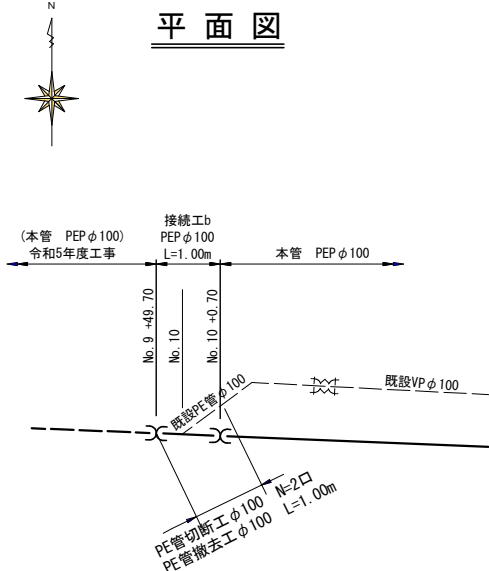 N
平面図
(本管 PEPφ100)
令和5年度工事
接続工b
PEPφ100
L=1.00m
本管 PEPφ100
No.9 +49.70
No.10
No.10 +0.70
既設PE管φ100
既設VPφ100
PE管切断工φ100 N=2口
PE管撤去工φ100 L=1.00m